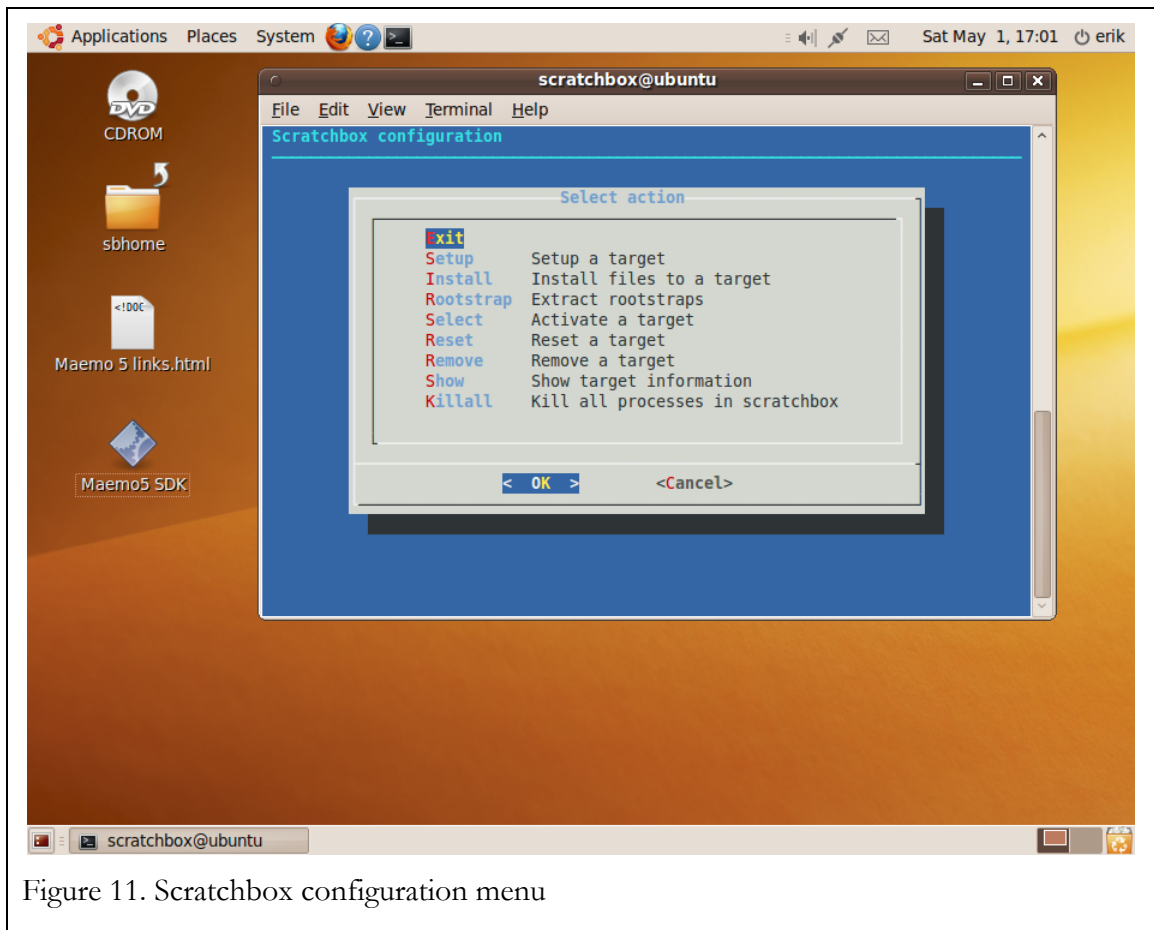 Applications Places System Sat May 1, 17:01 erik
scratchbox@ubuntu
File Edit View Terminal Help
Scratchbox configuration
DVD
CDROM
sbhome
<!DOC
Maemo 5 links.html
Maemo5 SDK
Select action
Exit
Setup Setup a target
Install Install files to a target
Rootstrap Extract rootstraps
Select Activate a target
Reset Reset a target
Remove Remove a target
Show Show target information
Killall Kill all processes in scratchbox
< OK > <Cancel>
scratchbox@ubuntu
Figure 11. Scratchbox configuration menu